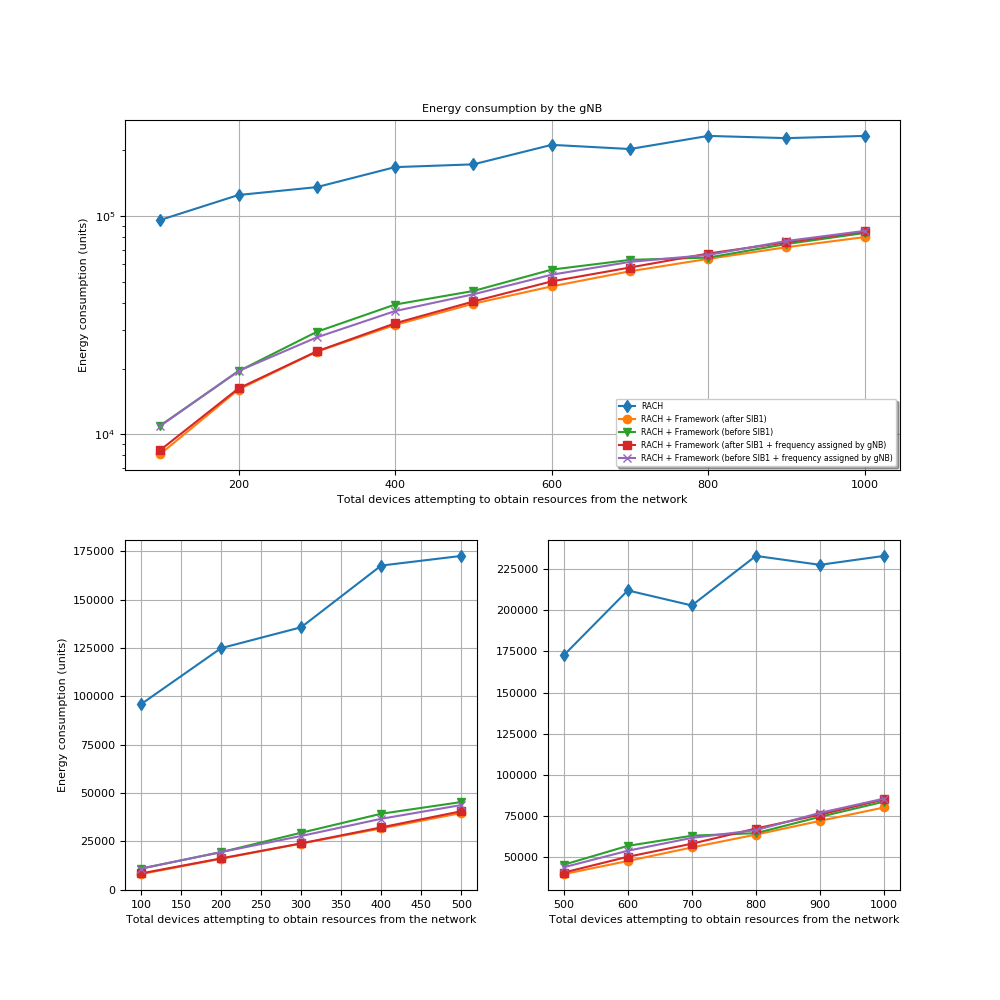 Energy consumption by the gNB
Energy consumption (units)
10⁵
10⁴
RACH
RACH + Framework (after SIB1)
RACH + Framework (before SIB1)
RACH + Framework (after SIB1 + frequency assigned by gNB)
RACH + Framework (before SIB1 + frequency assigned by gNB)
200 400 600 800 1000
Total devices attempting to obtain resources from the network
Energy consumption (units)
175000
150000
125000
100000
75000
50000
25000
0
100 150 200 250 300 350 400 450 500
Total devices attempting to obtain resources from the network
225000
200000
175000
150000
125000
100000
75000
50000
500 600 700 800 900 1000
Total devices attempting to obtain resources from the network